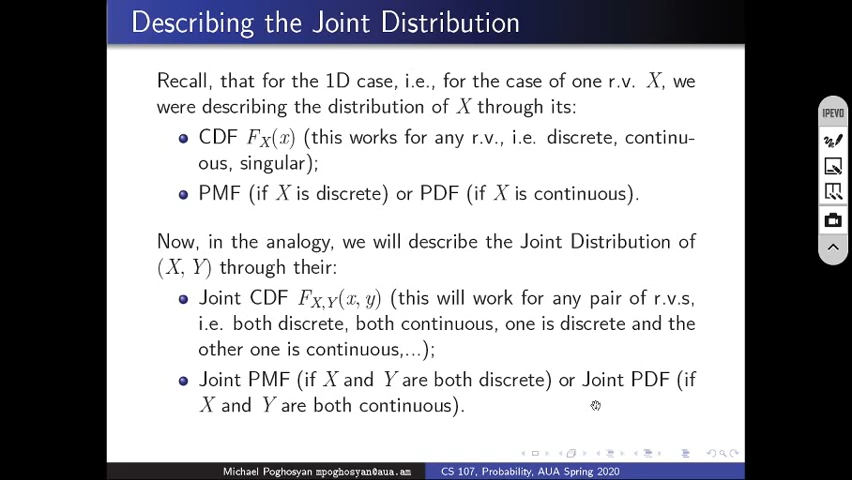 Describing the Joint Distribution
Recall, that for the 1D case, i.e., for the case of one r.v. X, we
were describing the distribution of X through its:
CDF F_X(x) (this works for any r.v., i.e. discrete, continu-
ous, singular);
PMF (if X is discrete) or PDF (if X is continuous).
Now, in the analogy, we will describe the Joint Distribution of
(X, Y) through their:
Joint CDF F_{X,Y}(x, y) (this will work for any pair of r.v.s,
i.e. both discrete, both continuous, one is discrete and the
other one is continuous,...);
Joint PMF (if X and Y are both discrete) or Joint PDF (if
X and Y are both continuous).
Michael Poghosyan mpoghosyan@aua.am CS 107, Probability, AUA Spring 2020
IPEVO